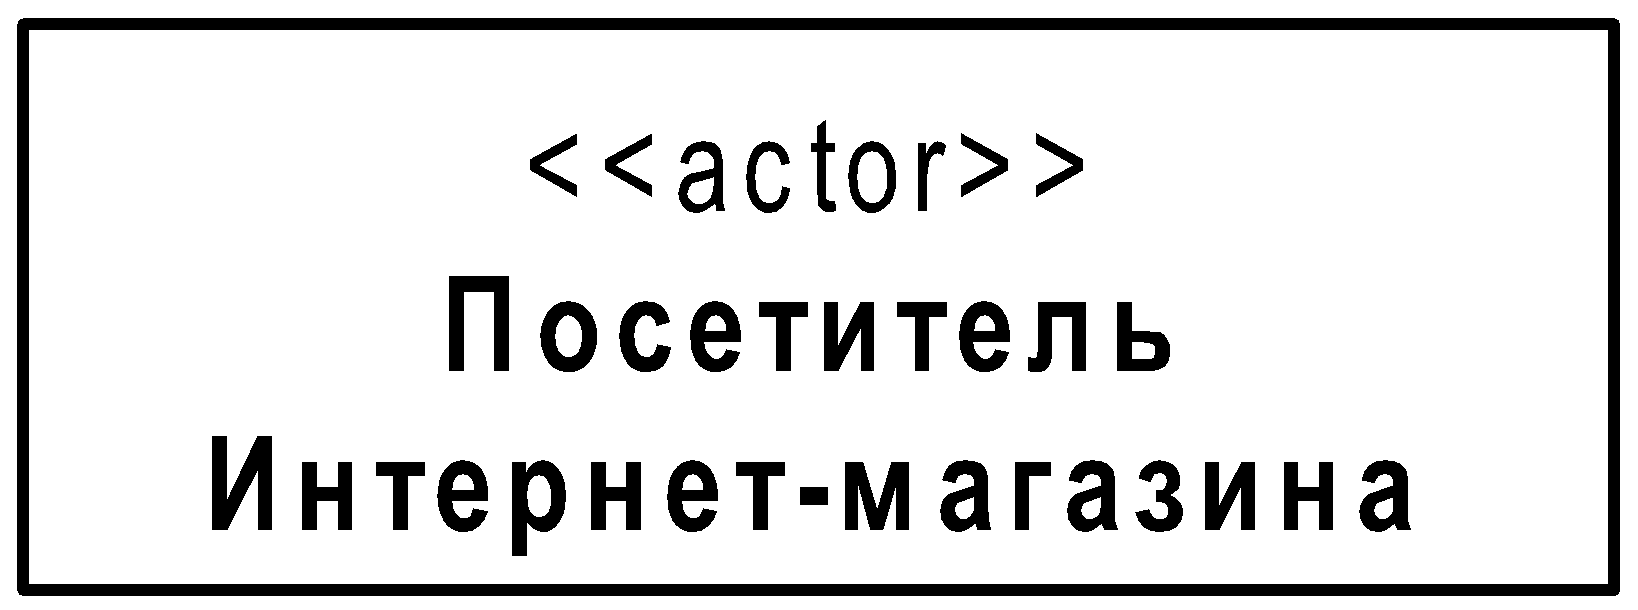 <<actor>>
Посетитель
Интернет-магазина